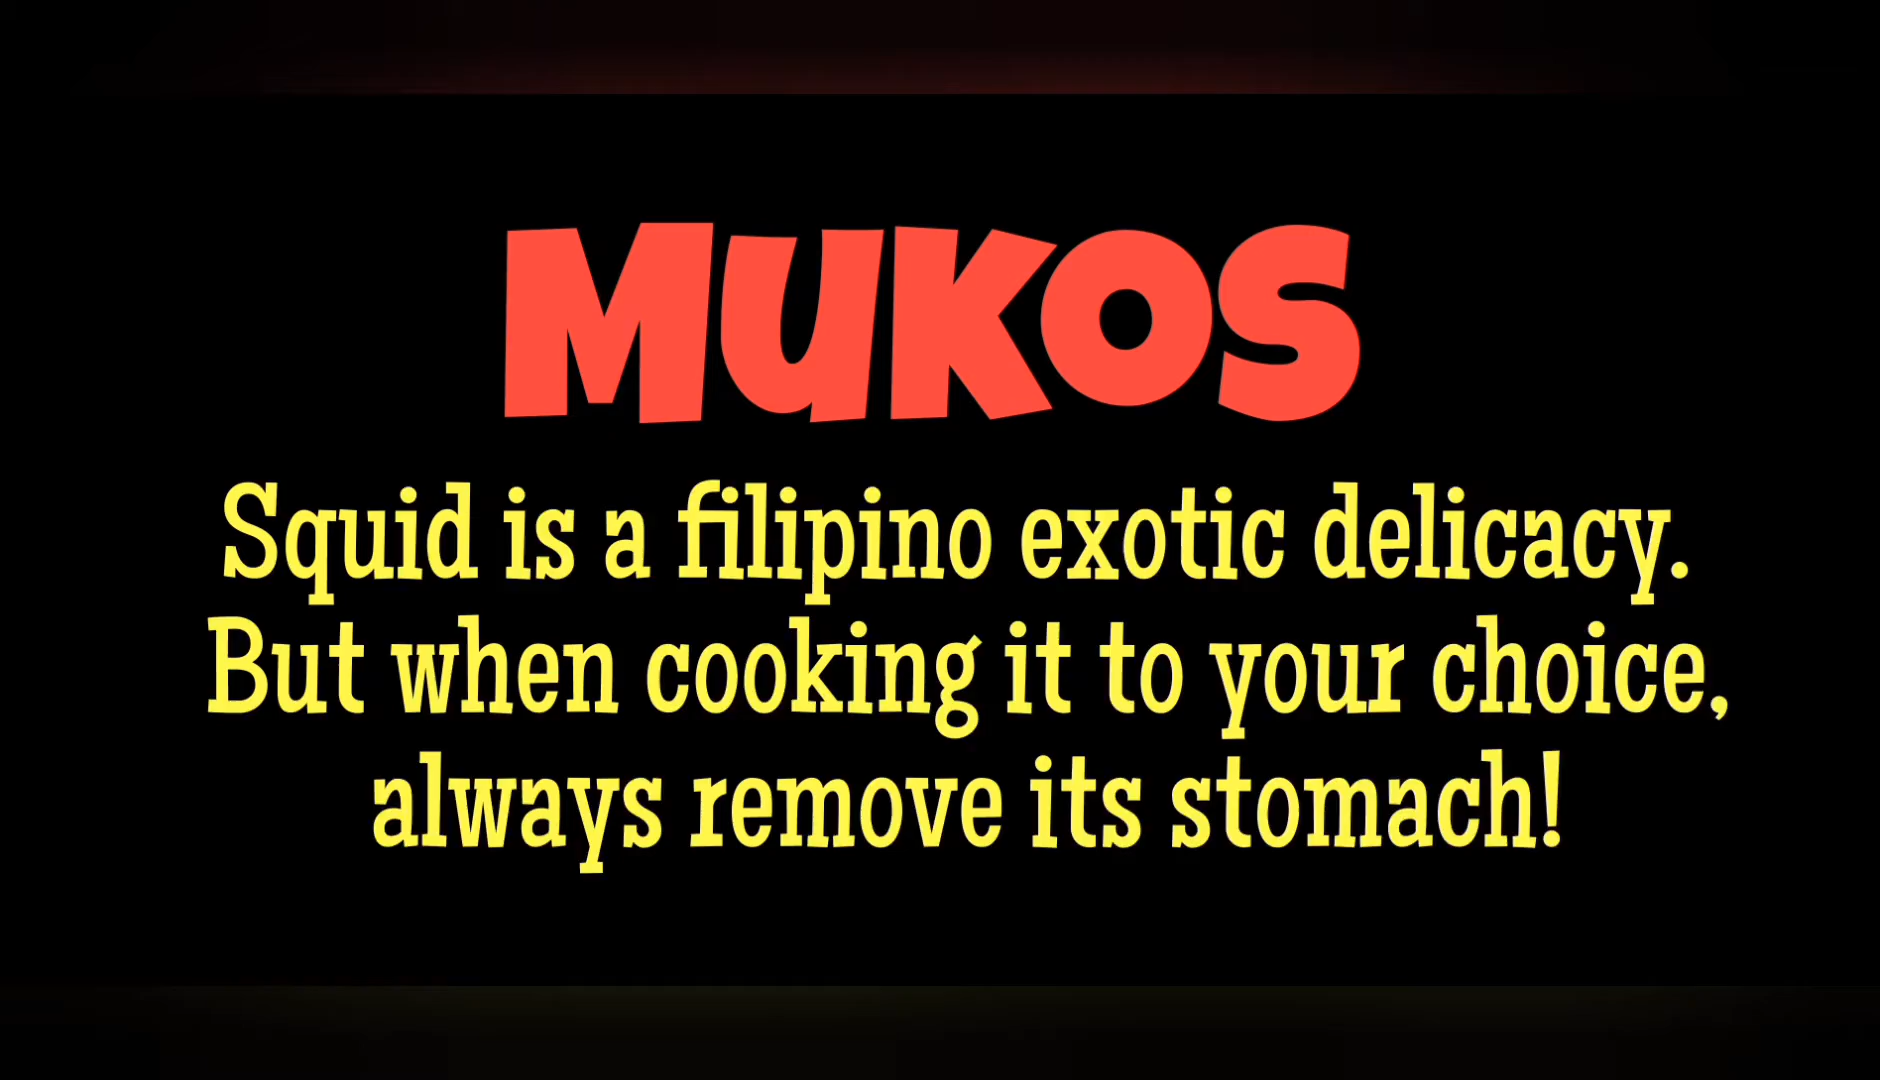 MUKOS
Squid is a filipino exotic delicacy.
But when cooking it to your choice,
always remove its stomach!